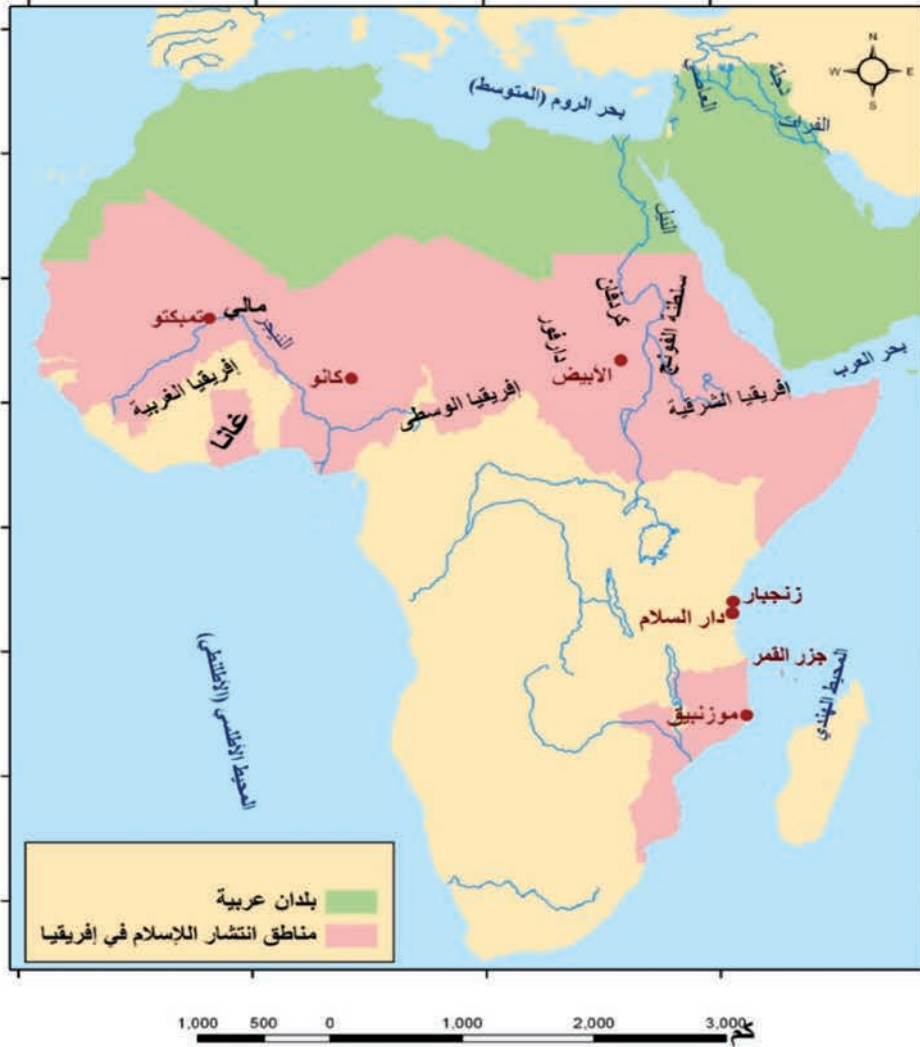 N
W E
S
بحر الروم (المتوسط)
العاصي
دجلة
الفرات
النيل
سلطنة الفونج
كردفان
دارفور
الأبيض
مالي
تمبكتو
النيجر
كانو
إفريقيا الغربية
غانا
إفريقيا الوسطى
إفريقيا الشرقية
بحر العرب
زنجبار
دار السلام
جزر القمر
موزنبيق
المحيط الهندي
المحيط الأطلسي (الأطلنطي)
بلدان عربية
مناطق انتشار اللإسلام في إفريقيا
1,000 500 0 1,000 2,000 3,000 كم